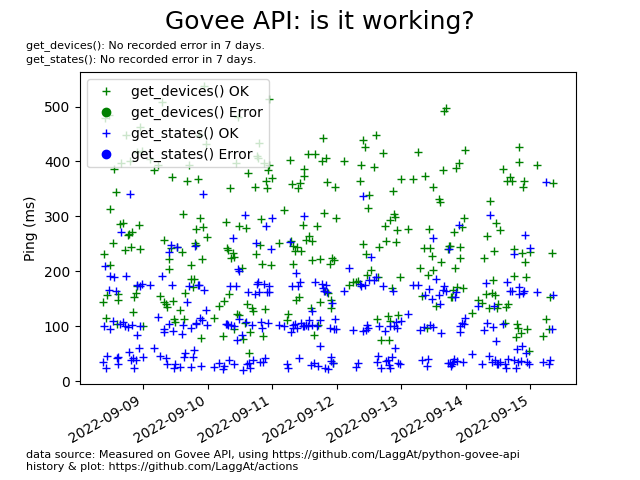 Govee API: is it working?
get_devices(): No recorded error in 7 days.
get_states(): No recorded error in 7 days.
get_devices() OK
get_devices() Error
get_states() OK
get_states() Error
Ping (ms)
500
400
300
200
100
0
2022-09-09
2022-09-10
2022-09-11
2022-09-12
2022-09-13
2022-09-14
2022-09-15
data source: Measured on Govee API, using https://github.com/LaggAt/python-govee-api
history & plot: https://github.com/LaggAt/actions